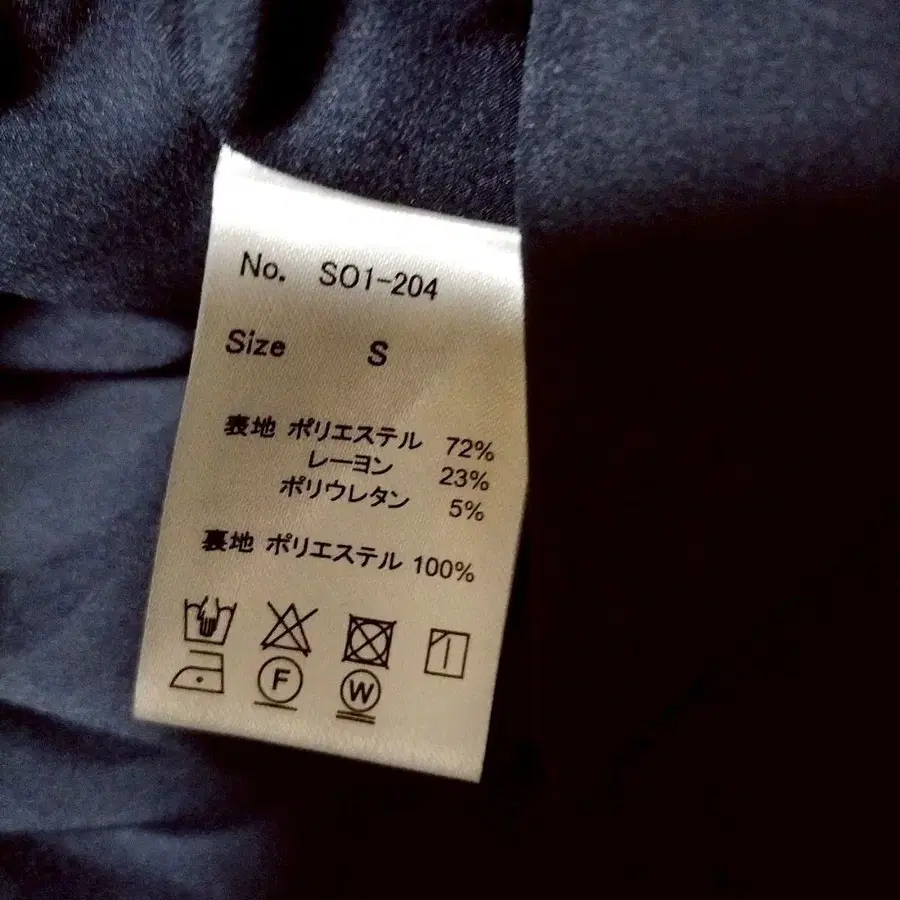 No. SO1-204
Size S
表地 ポリエステル 72%
レーヨン 23%
ポリウレタン 5%
裏地 ポリエステル 100%
F W